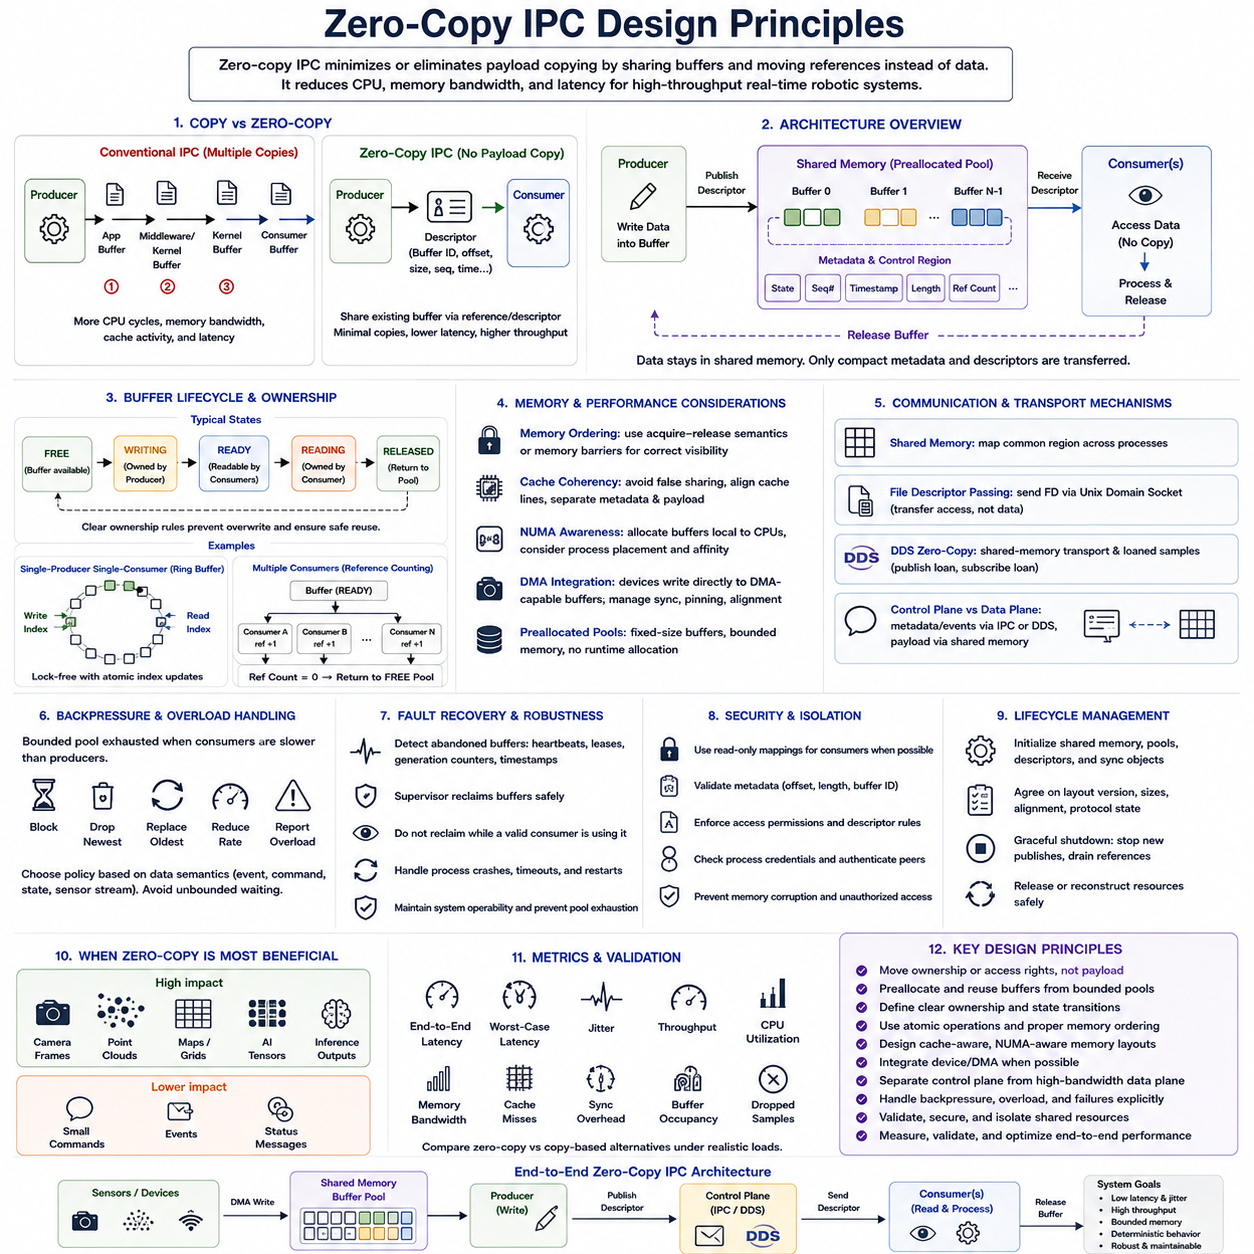 Zero-Copy IPC Design Principles
Zero-copy IPC minimizes or eliminates payload copying by sharing buffers and moving references instead of data.
It reduces CPU, memory bandwidth, and latency for high-throughput real-time robotic systems.
1. COPY vs ZERO-COPY
Conventional IPC (Multiple Copies)
Producer
App
Buffer
Middleware/
Kernel
Buffer
Kernel
Buffer
Consumer
Buffer
1
2
3
More CPU cycles, memory bandwidth,
cache activity, and latency
Zero-Copy IPC (No Payload Copy)
Producer
Descriptor
(Buffer ID, offset,
size, seq, time...)
Consumer
Share existing buffer via reference/descriptor
Minimal copies, lower latency, higher throughput
2. ARCHITECTURE OVERVIEW
Producer
Write Data
into Buffer
Publish
Descriptor
Shared Memory (Preallocated Pool)
Buffer 0
Buffer 1
Buffer N-1
...
Metadata & Control Region
State
Seq#
Timestamp
Length
Ref Count
...
Receive
Descriptor
Consumer(s)
Access Data
(No Copy)
Process &
Release
Release Buffer
Data stays in shared memory. Only compact metadata and descriptors are transferred.
3. BUFFER LIFECYCLE & OWNERSHIP
Typical States
FREE
(Buffer available)
WRITING
(Owned by
Producer)
READY
(Readable by
Consumers)
READING
(Owned by
Consumer)
RELEASED
(Return to
Pool)
Clear ownership rules prevent overwrite and ensure safe reuse.
Examples
Single-Producer Single-Consumer (Ring Buffer)
Write
Index
Read
Index
Lock-free with atomic index updates
Multiple Consumers (Reference Counting)
Buffer (READY)
Consumer A
ref +1
Consumer B
ref +1
...
Consumer N
ref +1
Ref Count = 0 → Return to FREE Pool
4. MEMORY & PERFORMANCE CONSIDERATIONS
Memory Ordering: use acquire–release semantics
or memory barriers for correct visibility
Cache Coherency: avoid false sharing, align cache
lines, separate metadata & payload
NUMA Awareness: allocate buffers local to CPUs,
consider process placement and affinity
DMA Integration: devices write directly to DMA-
capable buffers; manage sync, pinning, alignment
Preallocated Pools: fixed-size buffers, bounded
memory, no runtime allocation
5. COMMUNICATION & TRANSPORT MECHANISMS
Shared Memory: map common region across processes
File Descriptor Passing: send FD via Unix Domain Socket
(transfer access, not data)
DDS
DDS Zero-Copy: shared-memory transport & loaned samples
(publish loan, subscribe loan)
Control Plane vs Data Plane:
metadata/events via IPC or DDS,
payload via shared memory
6. BACKPRESSURE & OVERLOAD HANDLING
Bounded pool exhausted when consumers are slower
than producers.
Block
Drop
Newest
Replace
Oldest
Reduce
Rate
Report
Overload
Choose policy based on data semantics (event, command,
state, sensor stream). Avoid unbounded waiting.
7. FAULT RECOVERY & ROBUSTNESS
Detect abandoned buffers: heartbeats, leases,
generation counters, timestamps
Supervisor reclaims buffers safely
Do not reclaim while a valid consumer is using it
Handle process crashes, timeouts, and restarts
Maintain system operability and prevent pool exhaustion
8. SECURITY & ISOLATION
Use read-only mappings for consumers when possible
Validate metadata (offset, length, buffer ID)
Enforce access permissions and descriptor rules
Check process credentials and authenticate peers
Prevent memory corruption and unauthorized access
9. LIFECYCLE MANAGEMENT
Initialize shared memory, pools,
descriptors, and sync objects
Agree on layout version, sizes,
alignment, protocol state
Graceful shutdown: stop new
publishes, drain references
Release or reconstruct resources
safely
10. WHEN ZERO-COPY IS MOST BENEFICIAL
High impact
Camera
Frames
Point
Clouds
Maps /
Grids
AI
Tensors
Inference
Outputs
Lower impact
Small
Commands
Events
Status
Messages
11. METRICS & VALIDATION
End-to-End
Latency
Worst-Case
Latency
Jitter
Throughput
CPU
Utilization
Memory
Bandwidth
Cache
Misses
Sync
Overhead
Buffer
Occupancy
Dropped
Samples
Compare zero-copy vs copy-based alternatives under realistic loads.
12. KEY DESIGN PRINCIPLES
Move ownership or access rights, not payload
Preallocate and reuse buffers from bounded pools
Define clear ownership and state transitions
Use atomic operations and proper memory ordering
Design cache-aware, NUMA-aware memory layouts
Integrate device/DMA when possible
Separate control plane from high-bandwidth data plane
Handle backpressure, overload, and failures explicitly
Validate, secure, and isolate shared resources
Measure, validate, and optimize end-to-end performance
End-to-End Zero-Copy IPC Architecture
Sensors / Devices
DMA Write
Shared Memory
Buffer Pool
Producer
(Write)
Publish
Descriptor
Control Plane
(IPC / DDS)
DDS
Send
Descriptor
Consumer(s)
(Read & Process)
Release
Buffer
System Goals
• Low latency & jitter
• High throughput
• Bounded memory
• Deterministic behavior
• Robust & maintainable